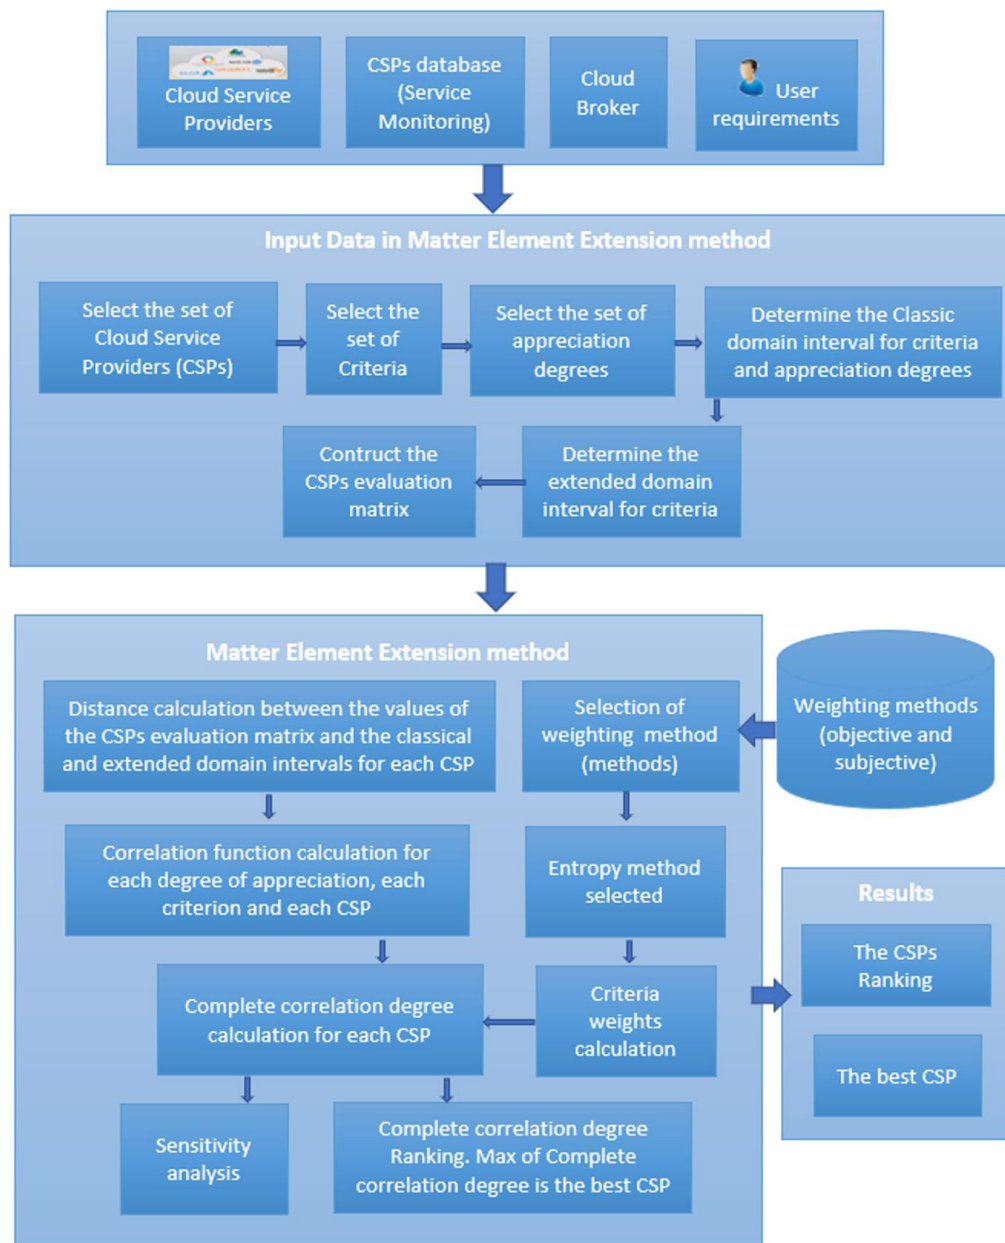 Cloud Service
Providers
CSPs database
(Service
Monitoring)
Cloud
Broker
User
requirements
Input Data in Matter Element Extension method
Select the set of
Cloud Service
Providers (CSPs)
Select the
set of
Criteria
Select the set of
appreciation
degrees
Determine the Classic
domain interval for criteria
and appreciation degrees
Contruct the
CSPs evaluation
matrix
Determine the
extended domain
interval for criteria
Matter Element Extension method
Distance calculation between the values of
the CSPs evaluation matrix and the classical
and extended domain intervals for each CSP
Selection of
weighting method
(methods)
Weighting methods
(objective and
subjective)
Correlation function calculation for
each degree of appreciation, each
criterion and each CSP
Entropy method
selected
Complete correlation degree
calculation for each CSP
Criteria
weights
calculation
Sensitivity
analysis
Complete correlation degree
Ranking. Max of Complete
correlation degree is the best CSP
Results
The CSPs
Ranking
The best CSP